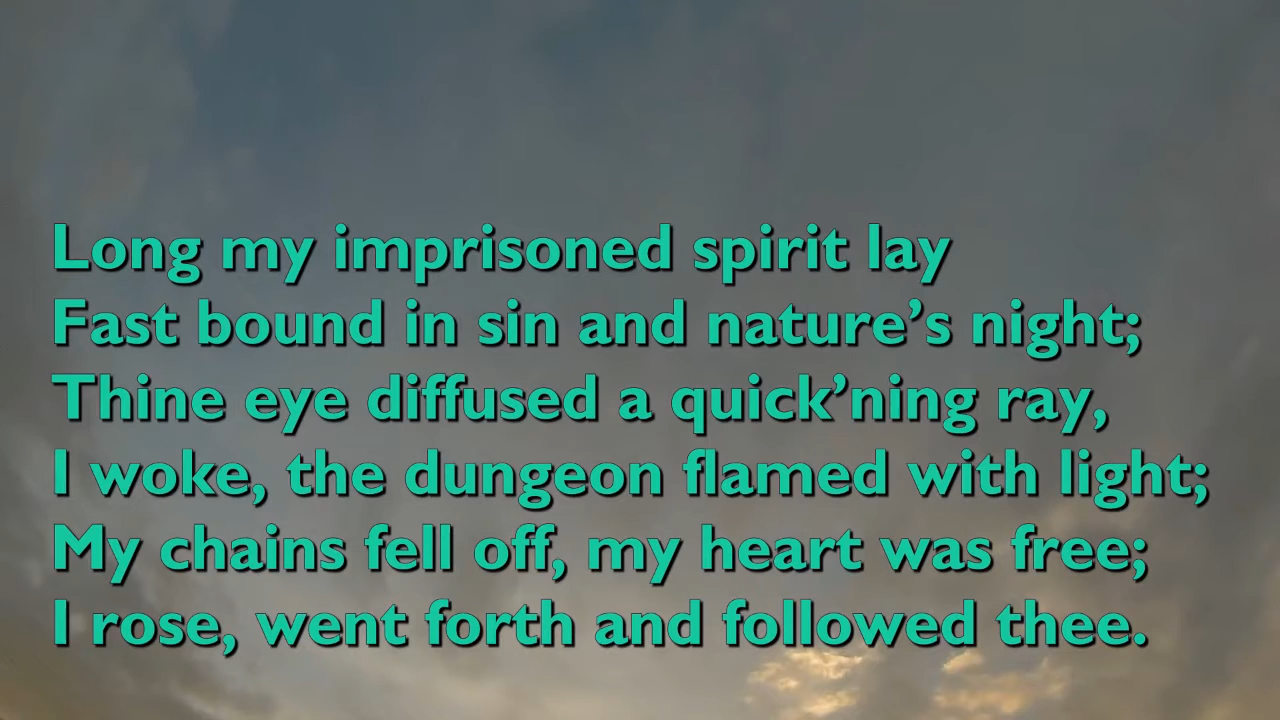 Long my imprisoned spirit lay
Fast bound in sin and nature’s night;
Thine eye diffused a quick’ning ray,
I woke, the dungeon flamed with light;
My chains fell off, my heart was free;
I rose, went forth and followed thee.